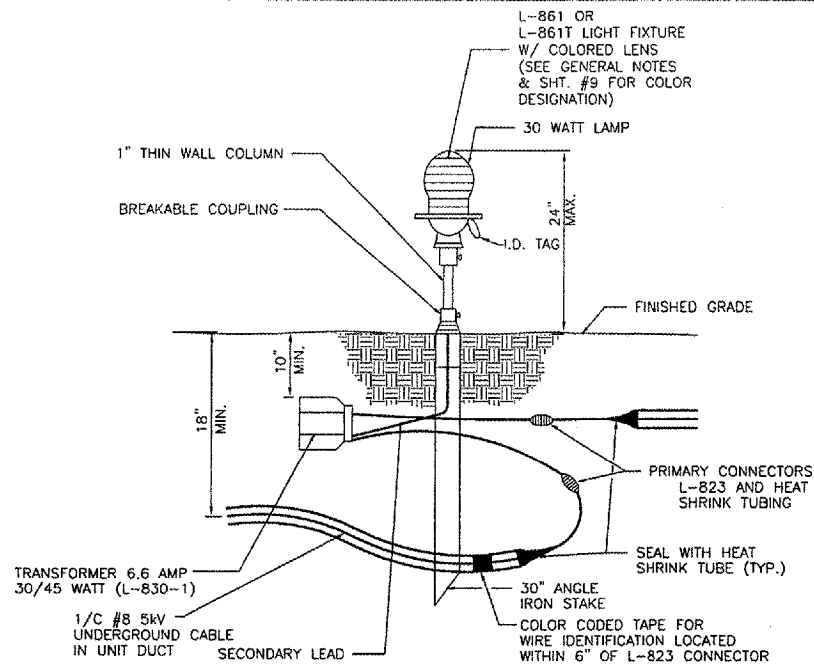 L-861 OR
L-861T LIGHT FIXTURE
W/ COLORED LENS
(SEE GENERAL NOTES
& SHT. #9 FOR COLOR
DESIGNATION)
30 WATT LAMP
1" THIN WALL COLUMN
BREAKABLE COUPLING
24"
MAX.
I.D. TAG
FINISHED GRADE
10"
MIN.
18"
MIN.
PRIMARY CONNECTORS
L-823 AND HEAT
SHRINK TUBING
SEAL WITH HEAT
SHRINK TUBE (TYP.)
TRANSFORMER 6.6 AMP
30/45 WATT (L-830-1)
30" ANGLE
IRON STAKE
1/C #8 5kV
UNDERGROUND CABLE
IN UNIT DUCT
SECONDARY LEAD
COLOR CODED TAPE FOR
WIRE IDENTIFICATION LOCATED
WITHIN 6" OF L-823 CONNECTOR